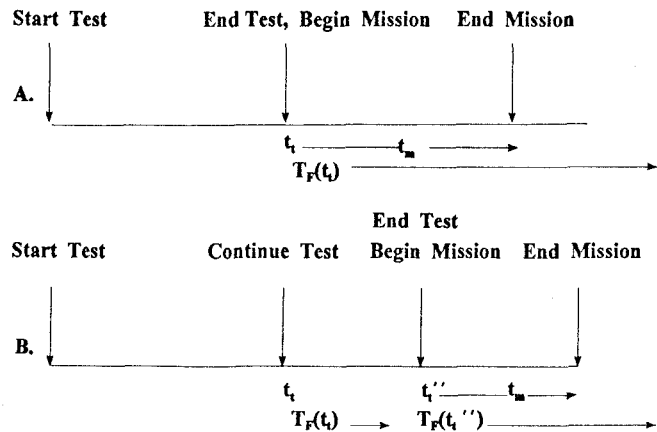 Start Test End Test, Begin Mission End Mission
A.
t_t t_m
T_F(t_t)
End Test
Start Test Continue Test Begin Mission End Mission
B.
t_t t_t'' t_m
T_F(t_t) T_F(t_t'')